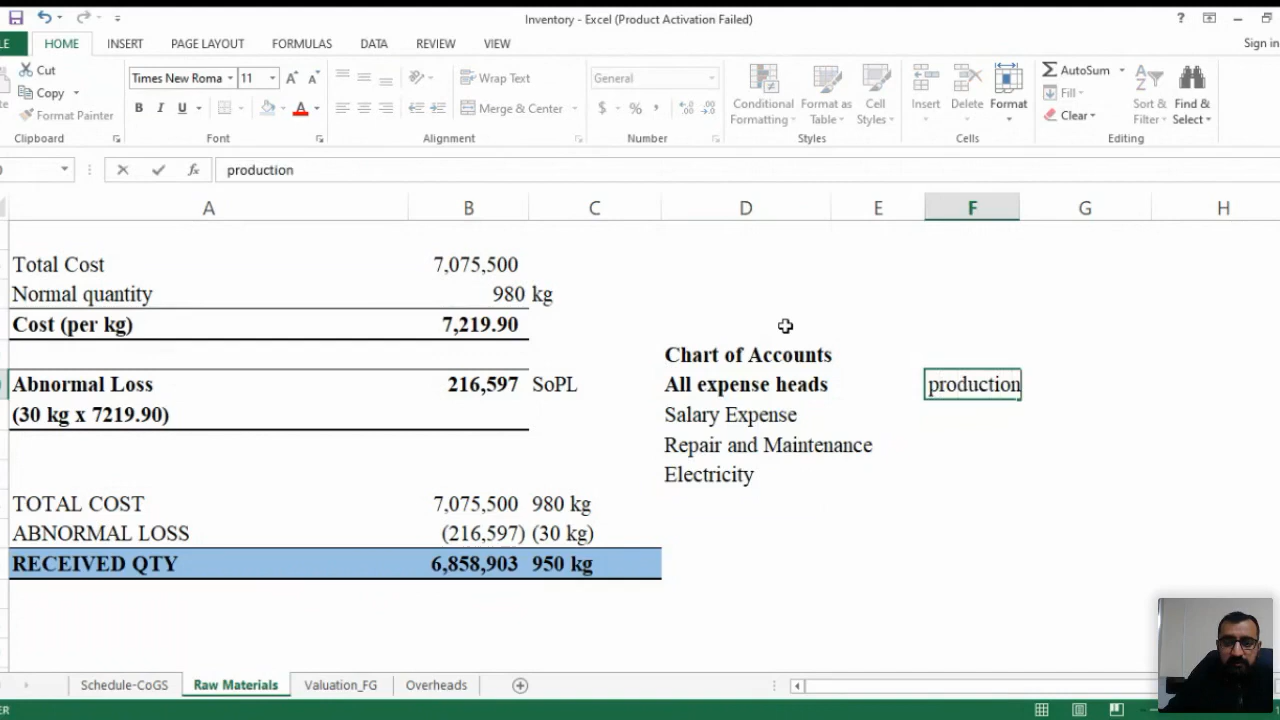 Inventory - Excel (Product Activation Failed)
HOME INSERT PAGE LAYOUT FORMULAS DATA REVIEW VIEW
Sign in
Cut
Copy
Format Painter
Clipboard
Times New Roma 11
B I U
Font
Wrap Text
Merge & Center
Alignment
General
$ % ,
Number
Conditional Formatting
Format as Table
Cell Styles
Styles
Insert Delete Format
Cells
AutoSum
Fill
Clear
Sort & Filter
Find & Select
Editing
fx production
A B C D E F G H
Total Cost 7,075,500
Normal quantity 980 kg
Cost (per kg) 7,219.90
Chart of Accounts
Abnormal Loss 216,597 SoPL All expense heads production
(30 kg x 7219.90) Salary Expense
Repair and Maintenance
Electricity
TOTAL COST 7,075,500 980 kg
ABNORMAL LOSS (216,597) (30 kg)
RECEIVED QTY 6,858,903 950 kg
Schedule-CoGS Raw Materials Valuation_FG Overheads